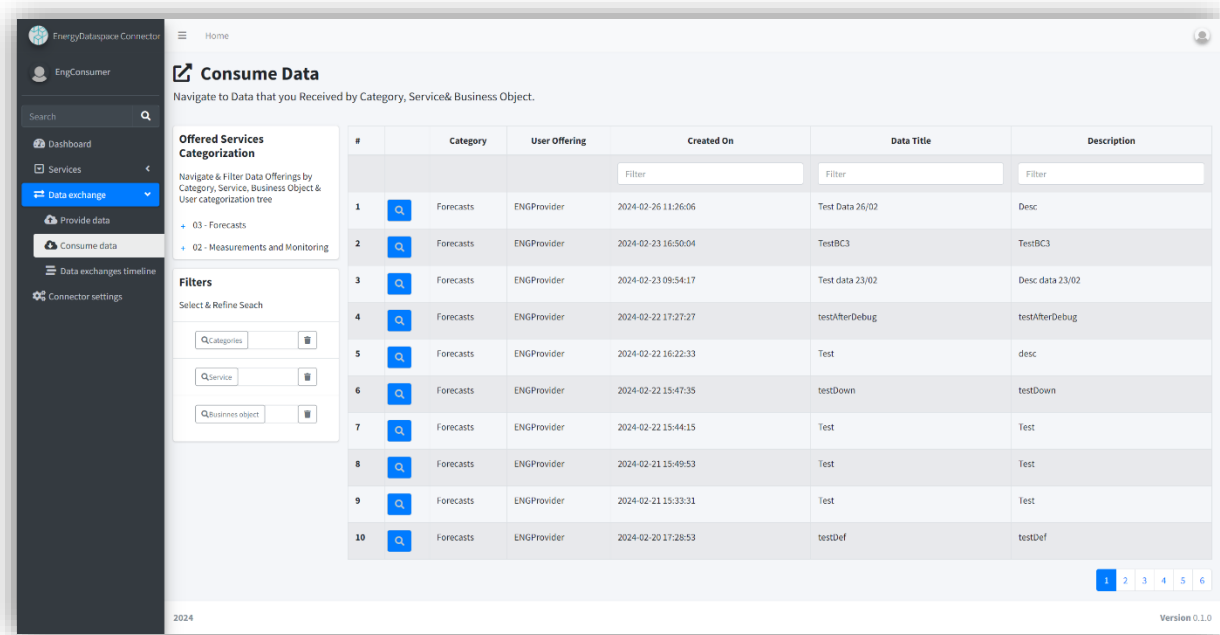 EnergyDataspace Connector
Home
EngConsumer
Search
Dashboard
Services
Data exchange
Provide data
Consume data
Data exchanges timeline
Connector settings
Consume Data
Navigate to Data that you Received by Category, Service& Business Object.
Offered Services
Categorization
Navigate & Filter Data Offerings by
Category, Service, Business Object &
User categorization tree
+ 03 - Forecasts
+ 02 - Measurements and Monitoring
Filters
Select & Refine Seach
Categories
Service
Businnes object
# Category User Offering Created On Data Title Description
Filter Filter Filter
1 Forecasts ENGProvider 2024-02-26 11:26:06 Test Data 26/02 Desc
2 Forecasts ENGProvider 2024-02-23 16:50:04 TestBC3 TestBC3
3 Forecasts ENGProvider 2024-02-23 09:54:17 Test data 23/02 Desc data 23/02
4 Forecasts ENGProvider 2024-02-22 17:27:27 testAfterDebug testAfterDebug
5 Forecasts ENGProvider 2024-02-22 16:22:33 Test desc
6 Forecasts ENGProvider 2024-02-22 15:47:35 testDown testDown
7 Forecasts ENGProvider 2024-02-22 15:44:15 Test Test
8 Forecasts ENGProvider 2024-02-21 15:49:53 Test Test
9 Forecasts ENGProvider 2024-02-21 15:33:31 Test Test
10 Forecasts ENGProvider 2024-02-20 17:28:53 testDef testDef
1 2 3 4 5 6
2024 Version 0.1.0